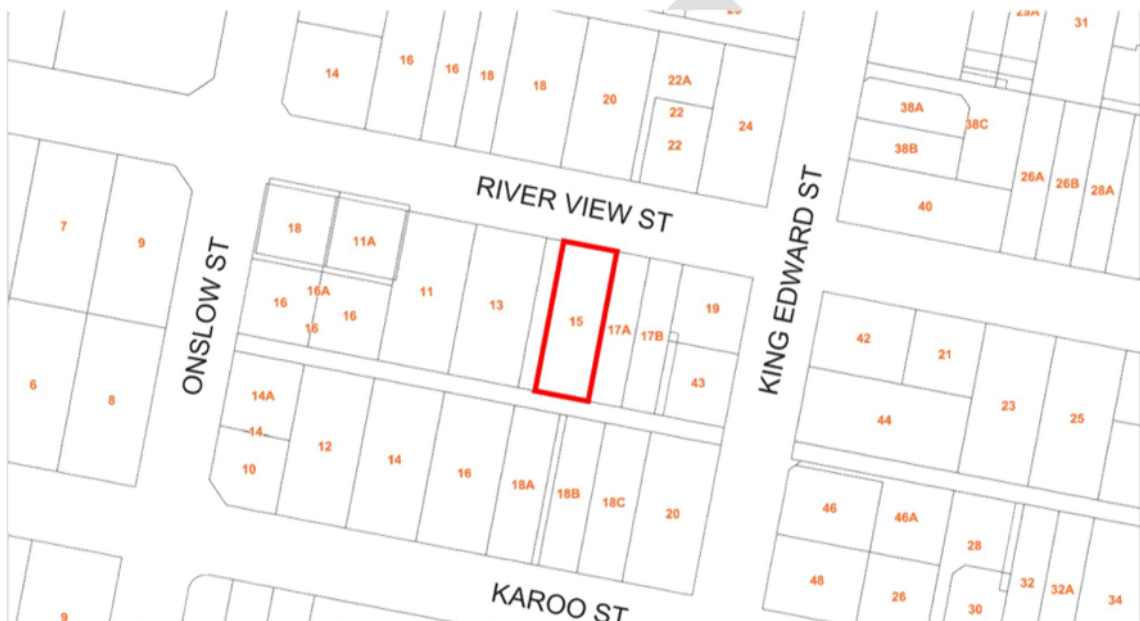 29A
31
14
16
16
18
18
20
22A
22
22
24
38A
38C
38B
26A
26B
28A
40
RIVER VIEW ST
KING EDWARD ST
ONSLOW ST
7
9
18
11A
16
16A
16
16
11
13
15
17A
17B
19
43
42
21
44
23
25
6
8
14A
14
10
12
14
16
18A
18B
18C
20
46
46A
48
26
28
30
32
32A
34
KAROO ST
9